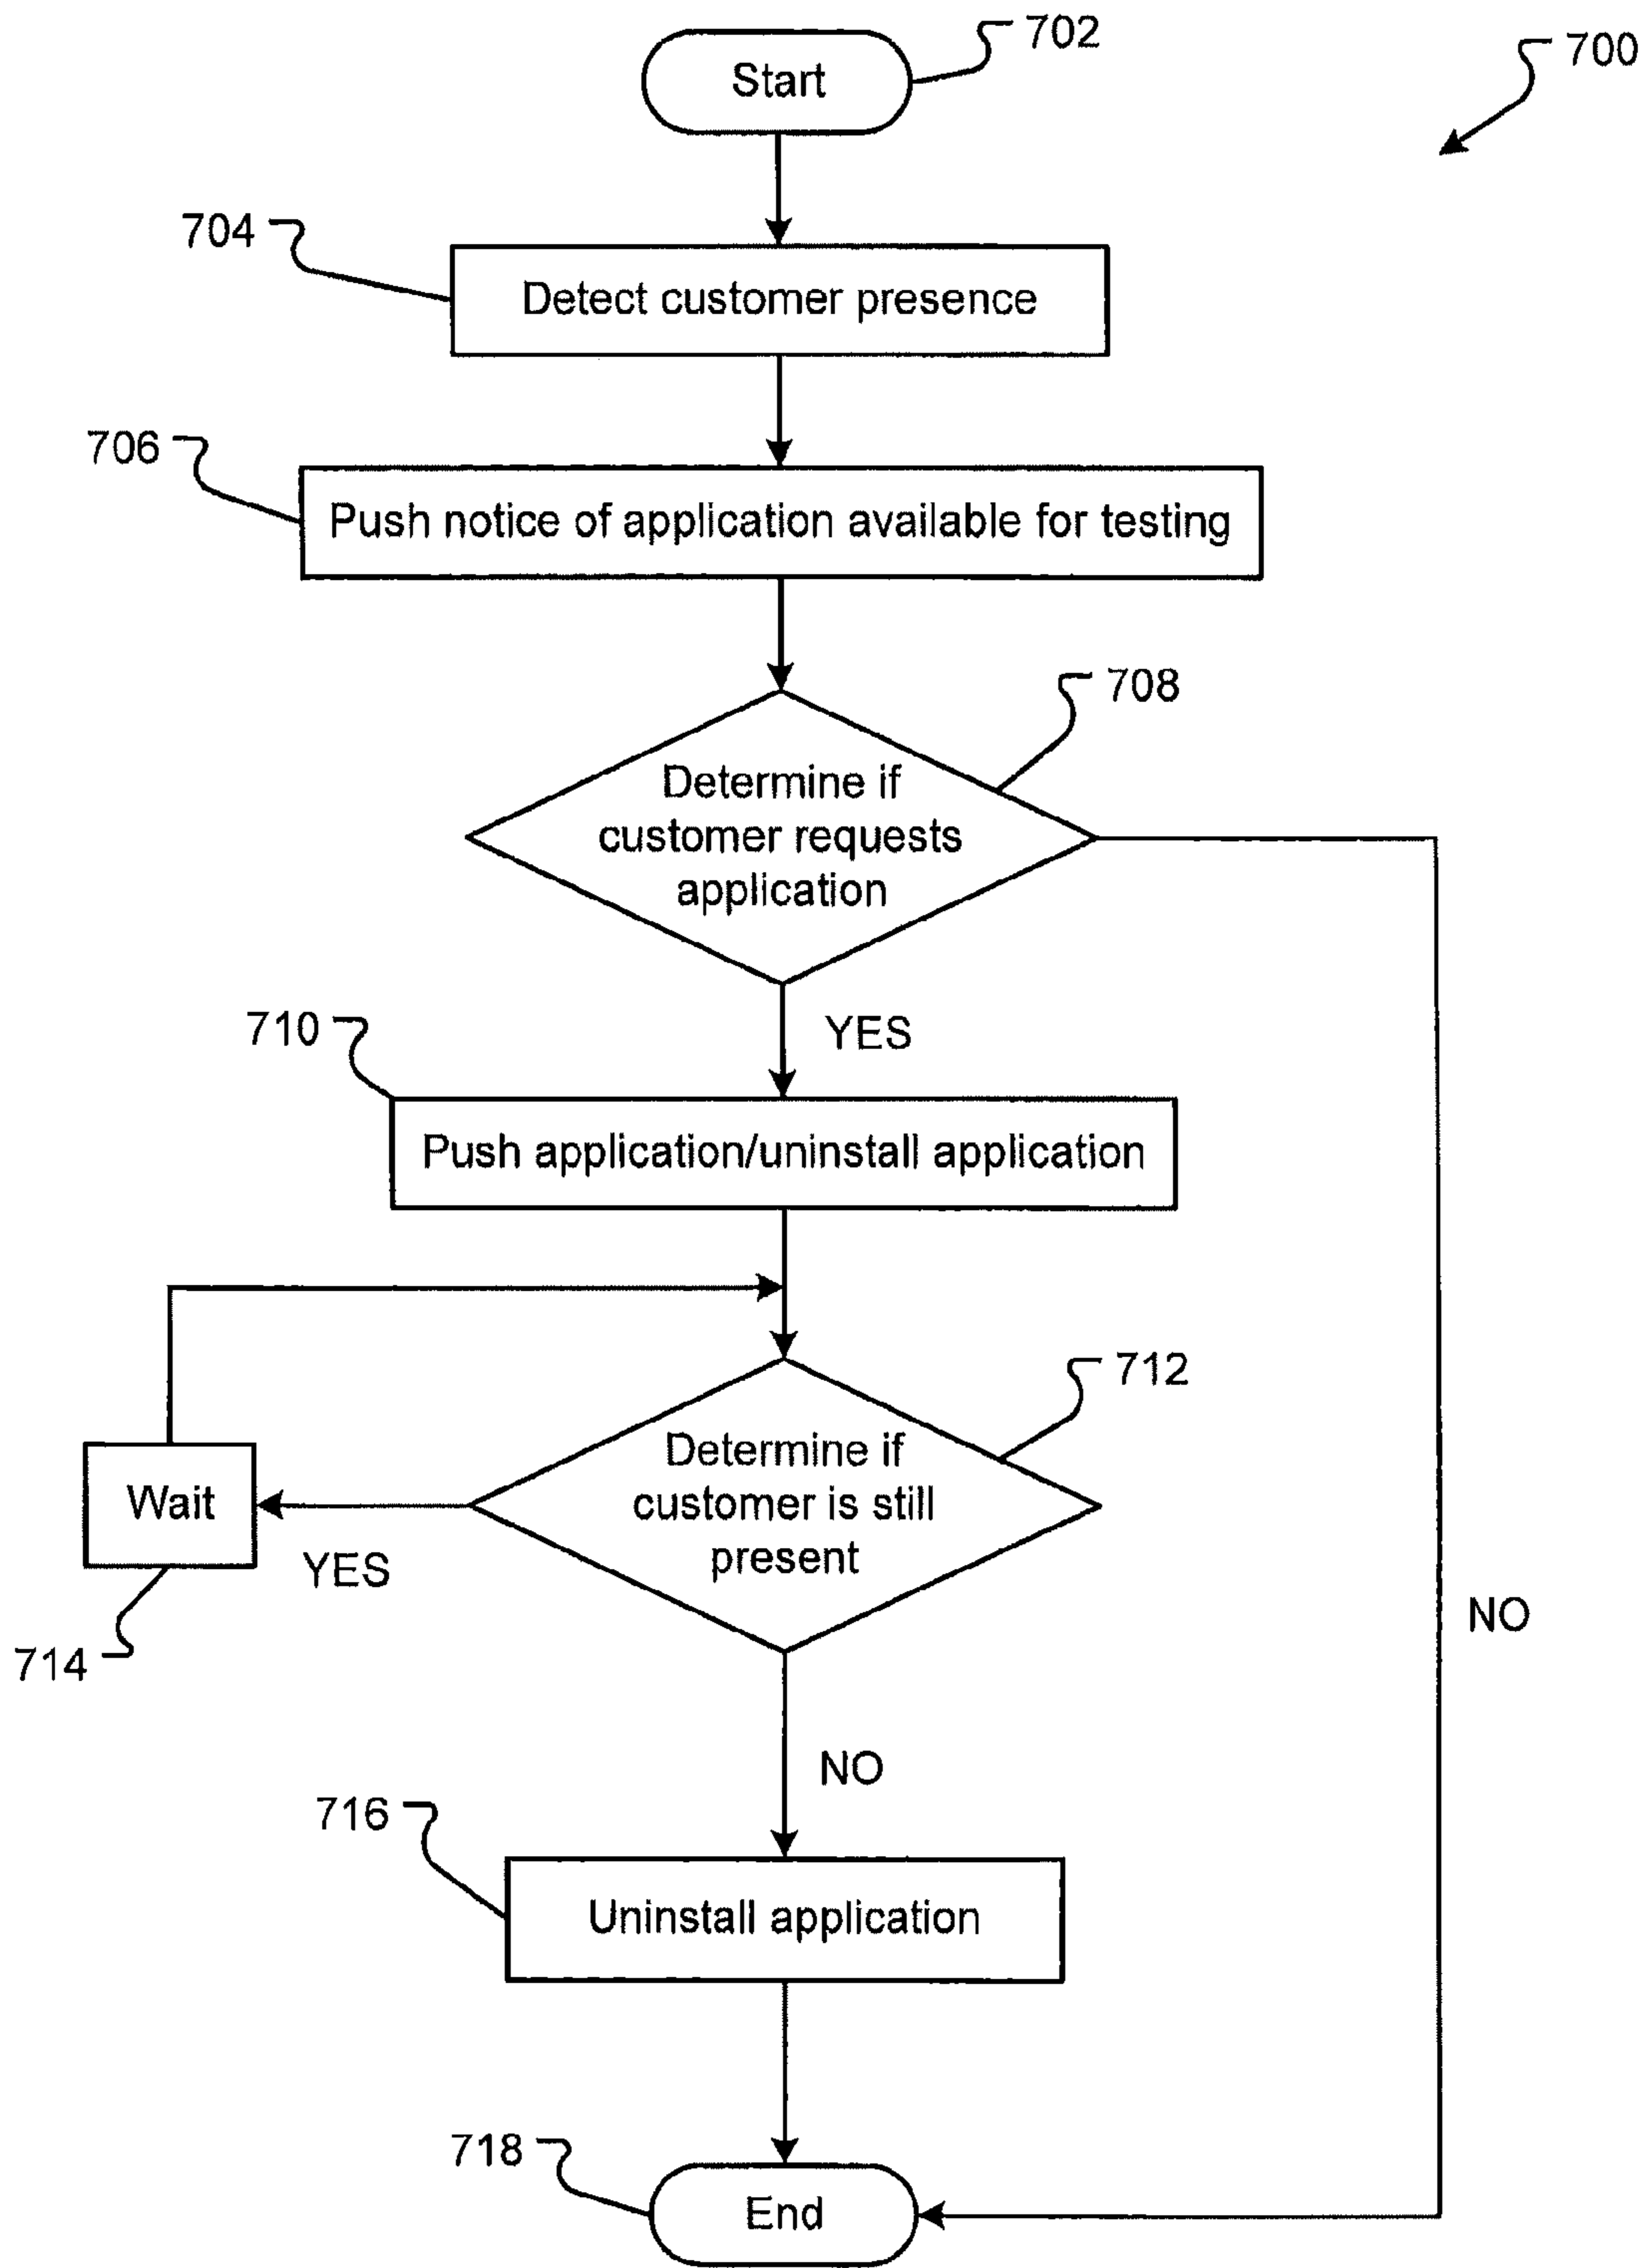 702
700
Start
704
Detect customer presence
706
Push notice of application available for testing
708
Determine if
customer requests
application
YES
710
Push application/uninstall application
712
Determine if
customer is still
present
Wait
YES
714
NO
NO
716
Uninstall application
718
End